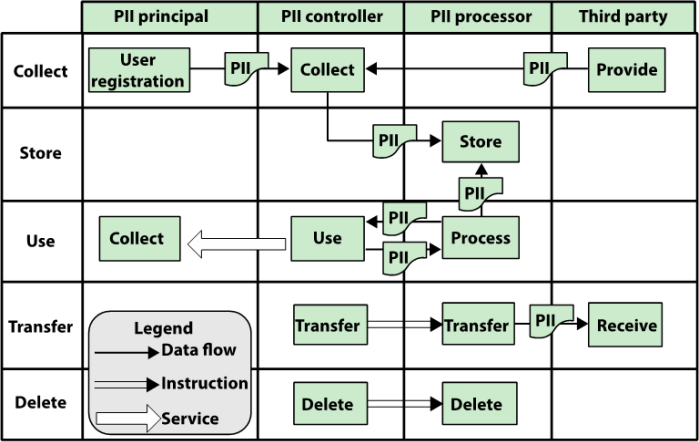 PII principal PII controller PII processor Third party
Collect
User
registration
PII
Collect
PII
Provide
Store
PII
Store
PII
Use
Collect
Use
PII
PII
Process
Transfer
Transfer
Transfer
PII
Receive
Legend
Data flow
Instruction
Service
Delete
Delete
Delete